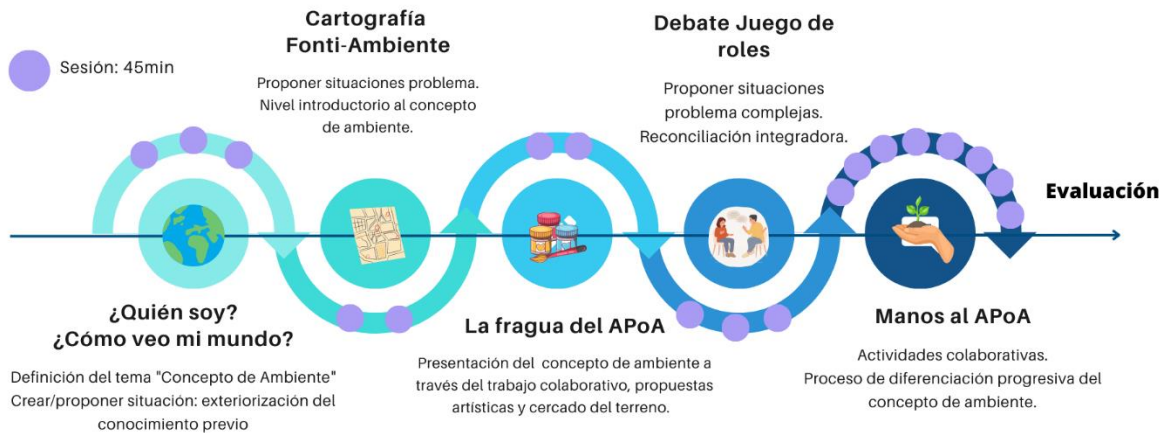 Sesión: 45min
Cartografía
Fonti-Ambiente
Proponer situaciones problema.
Nivel introductorio al concepto
de ambiente.
Debate Juego de
roles
Proponer situaciones
problema complejas.
Reconciliación integradora.
Evaluación
¿Quién soy?
¿Cómo veo mi mundo?
Definición del tema "Concepto de Ambiente"
Crear/proponer situación: exteriorización del
conocimiento previo
La fragua del APoA
Presentación del concepto de ambiente a
través del trabajo colaborativo, propuestas
artísticas y cercado del terreno.
Manos al APoA
Actividades colaborativas.
Proceso de diferenciación progresiva del
concepto de ambiente.